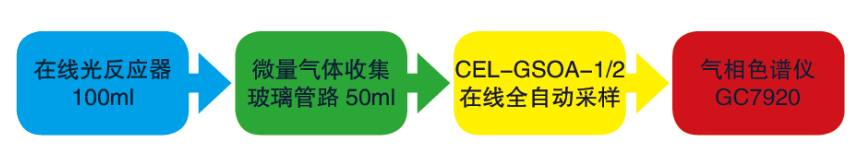 在线光反应器
100ml
微量气体收集
玻璃管路 50ml
CEL-GSOA-1/2
在线全自动采样
气相色谱仪
GC7920